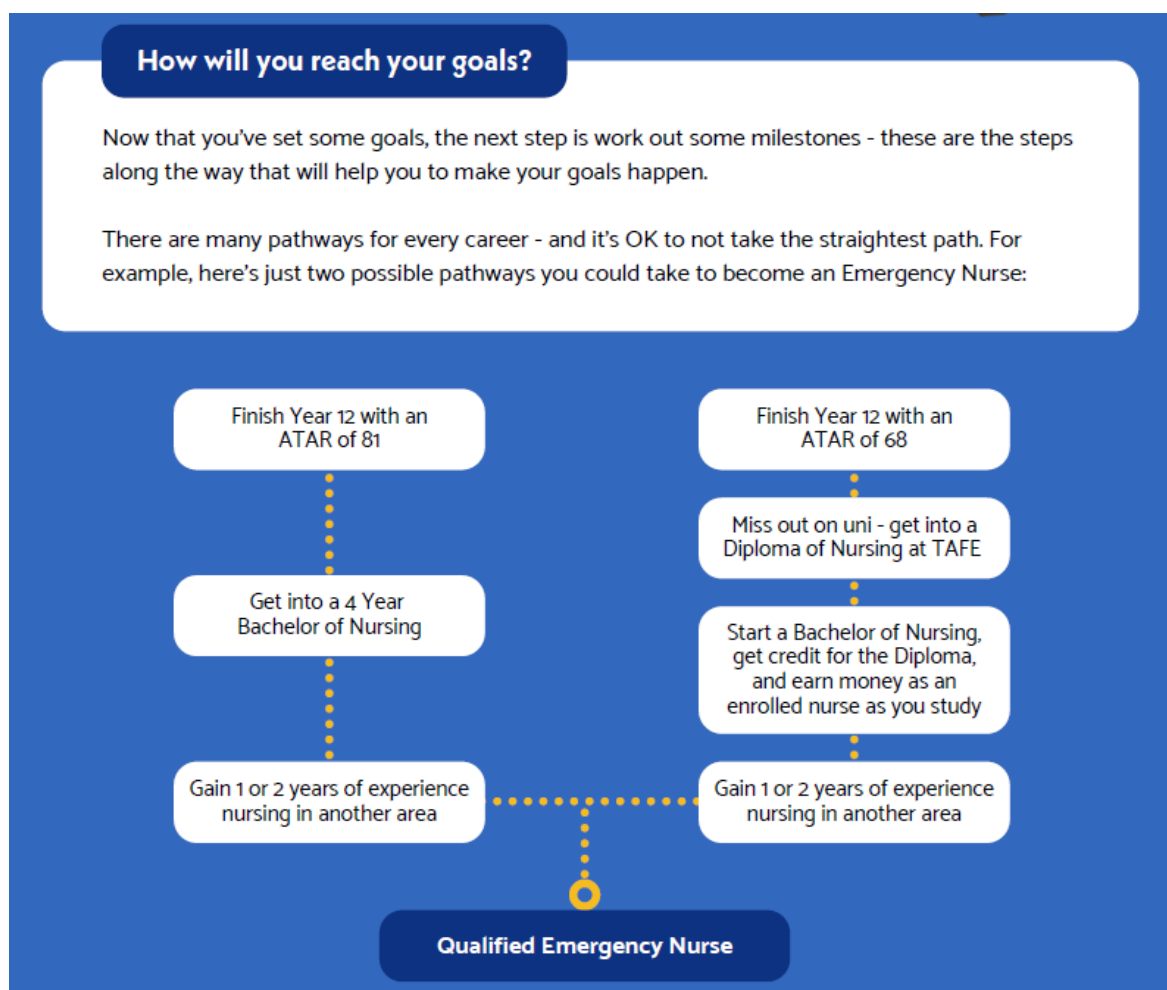 How will you reach your goals?
Now that you've set some goals, the next step is work out some milestones - these are the steps
along the way that will help you to make your goals happen.
There are many pathways for every career - and it's OK to not take the straightest path. For
example, here's just two possible pathways you could take to become an Emergency Nurse:
Finish Year 12 with an
ATAR of 81
Get into a 4 Year
Bachelor of Nursing
Gain 1 or 2 years of experience
nursing in another area
Finish Year 12 with an
ATAR of 68
Miss out on uni - get into a
Diploma of Nursing at TAFE
Start a Bachelor of Nursing,
get credit for the Diploma,
and earn money as an
enrolled nurse as you study
Gain 1 or 2 years of experience
nursing in another area
Qualified Emergency Nurse